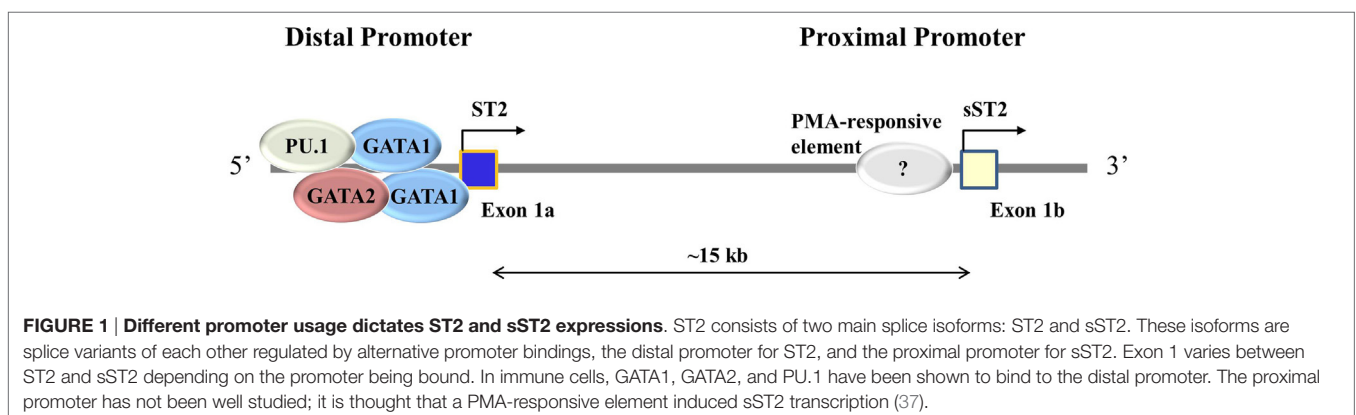 Distal Promoter
Proximal Promoter
ST2
sST2
PMA-responsive
element
PU.1
GATA1
5’
?
3’
GATA2
GATA1
Exon 1a
Exon 1b
~15 kb
FIGURE 1 | Different promoter usage dictates ST2 and sST2 expressions. ST2 consists of two main splice isoforms: ST2 and sST2. These isoforms are
splice variants of each other regulated by alternative promoter bindings, the distal promoter for ST2, and the proximal promoter for sST2. Exon 1 varies between
ST2 and sST2 depending on the promoter being bound. In immune cells, GATA1, GATA2, and PU.1 have been shown to bind to the distal promoter. The proximal
promoter has not been well studied; it is thought that a PMA-responsive element induced sST2 transcription (37).